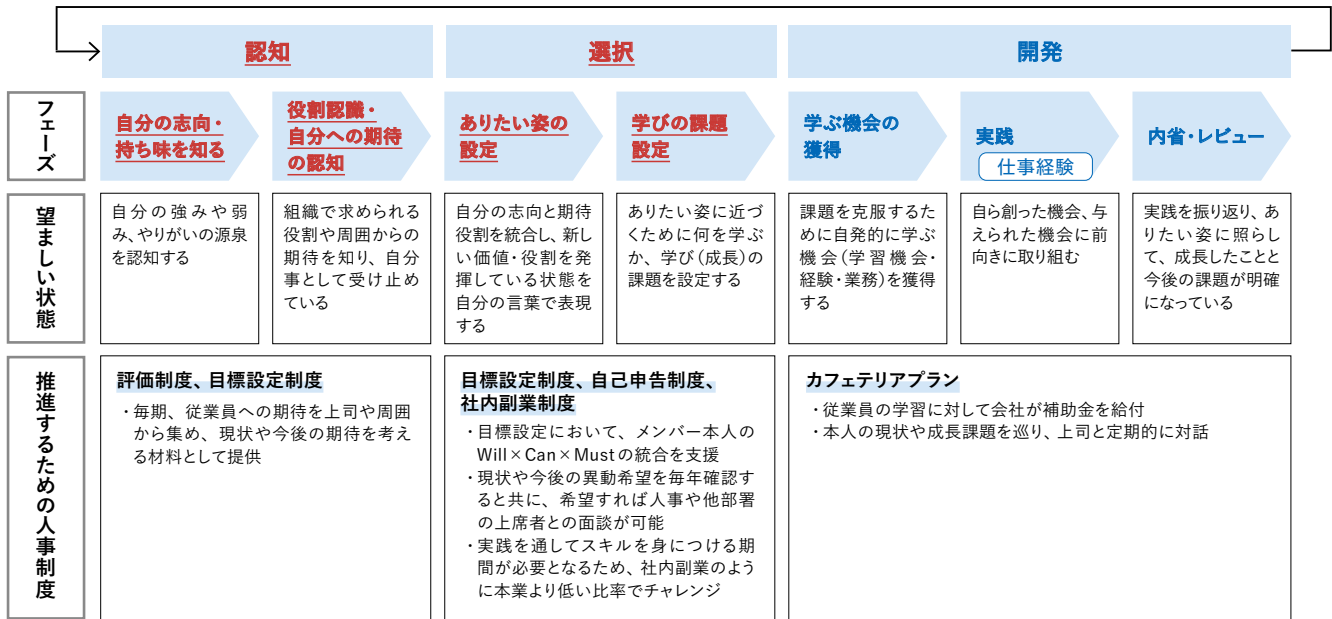 認知
選択
開発
フェーズ
自分の志向・
持ち味を知る
役割認識・
自分への期待
の認知
ありたい姿の
設定
学びの課題
設定
学ぶ機会の
獲得
実践
仕事経験
内省・レビュー
望ましい状態
自分の強みや弱
み、やりがいの源泉
を認知する
組織で求められる
役割や周囲からの
期待を知り、自分
事として受け止め
ている
自分の志向と期待
役割を統合し、新し
い価値・役割を発
揮している状態を
自分の言葉で表現
する
ありたい姿に近づ
くために何を学ぶ
か、学び(成長)の
課題を設定する
課題を克服するた
めに自発的に学ぶ
機会(学習機会・
経験・業務)を獲得
する
自ら創った機会、与
えられた機会に前
向きに取り組む
実践を振り返り、あ
りたい姿に照らし
て、成長したことと
今後の課題が明確
になっている
推進するための人事制度
評価制度、目標設定制度
・毎期、従業員への期待を上司や周囲
から集め、現状や今後の期待を考え
る材料として提供
目標設定制度、自己申告制度、
社内副業制度
・目標設定において、メンバー本人の
Will×Can×Mustの統合を支援
・現状や今後の異動希望を毎年確認す
ると共に、希望すれば人事や他部署
の上席者との面談が可能
・実践を通してスキルを身につける期
間が必要となるため、社内副業のよう
に本業より低い比率でチャレンジ
カフェテリアプラン
・従業員の学習に対して会社が補助金を給付
・本人の現状や成長課題を巡り、上司と定期的に対話